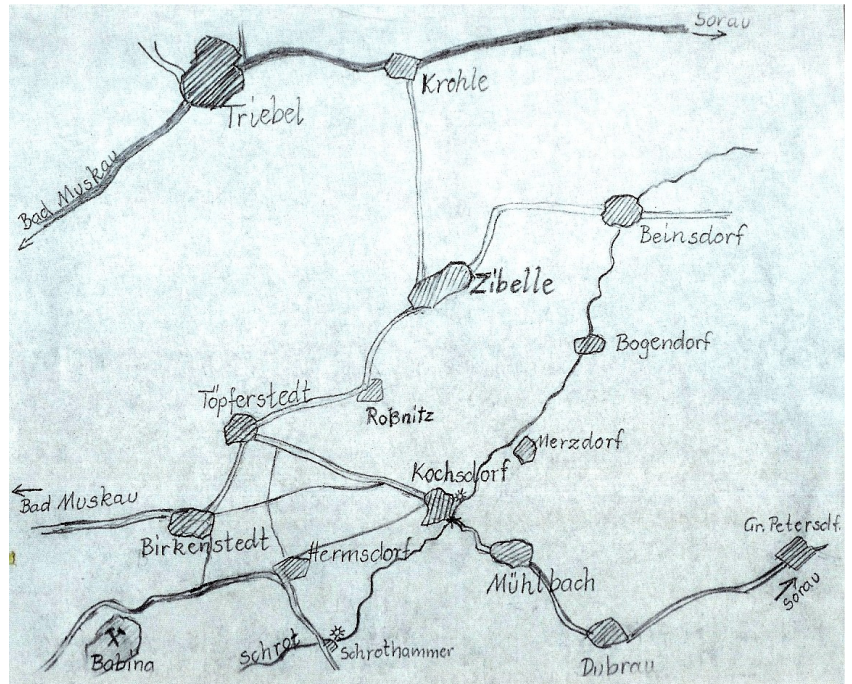 Sorau
Krohle
Triebel
Bad Muskau
Beinsdorf
Zibelle
Bogendorf
Töpferstedt
Roßnitz
Merzdorf
Kochsdorf
Bad Muskau
Gr. Petersdf.
Birkenstedt
Hermsdorf
Mühlbach
Sorau
Schrot
Schrothammer
Babina
Dubrau